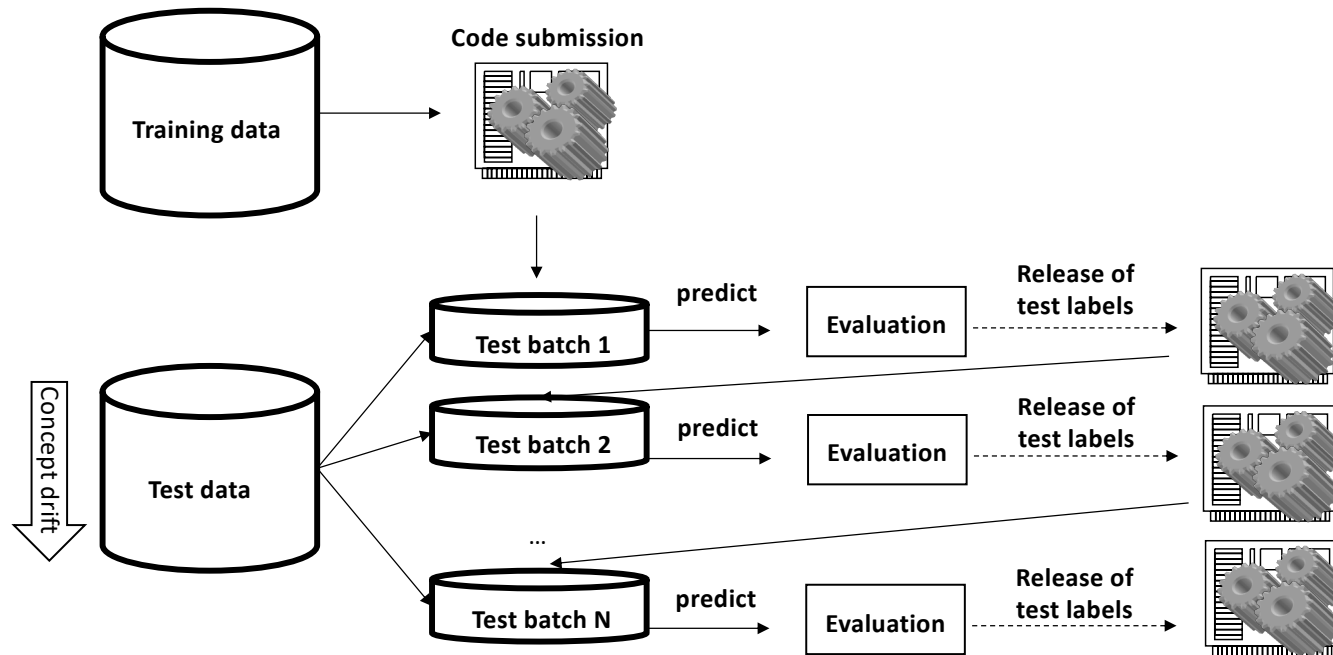 Code submission
Training data
Release of
test labels
predict
Evaluation
Test batch 1
Release of
test labels
predict
Evaluation
Test batch 2
Concept drift
Test data
...
Release of
test labels
predict
Evaluation
Test batch N